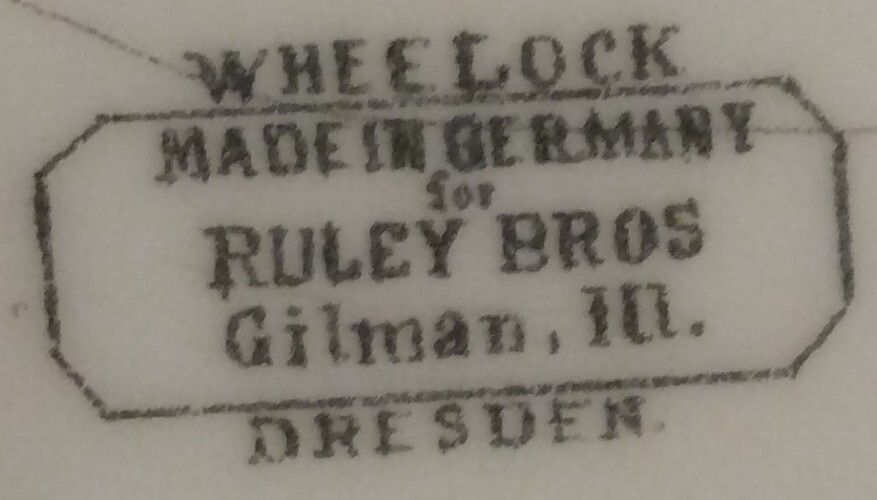 WHEELOCK
MADE IN GERMANY
for
RULEY BROS
Gilman, Ill.
DRESDEN.